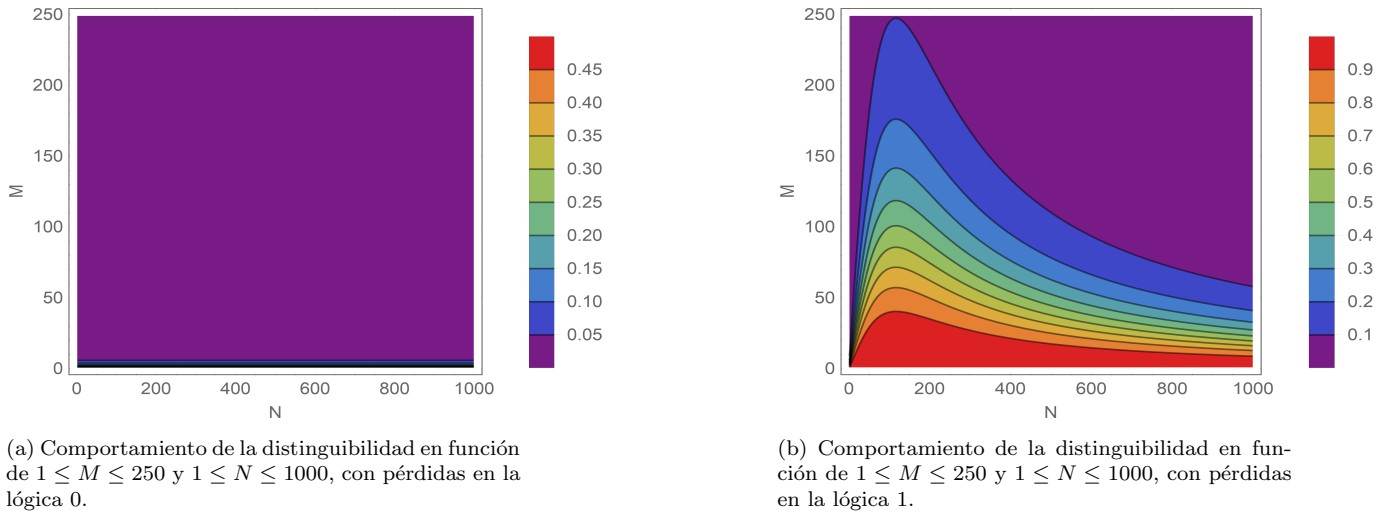 250
200
150
100
50
0
M
0 200 400 600 800 1000
N
0.45
0.40
0.35
0.30
0.25
0.20
0.15
0.10
0.05
(a) Comportamiento de la distinguibilidad en función
de 1 ≤ M ≤ 250 y 1 ≤ N ≤ 1000, con pérdidas en la
lógica 0.
250
200
150
100
50
0
M
0 200 400 600 800 1000
N
0.9
0.8
0.7
0.6
0.5
0.4
0.3
0.2
0.1
(b) Comportamiento de la distinguibilidad en fun-
ción de 1 ≤ M ≤ 250 y 1 ≤ N ≤ 1000, con pérdidas
en la lógica 1.